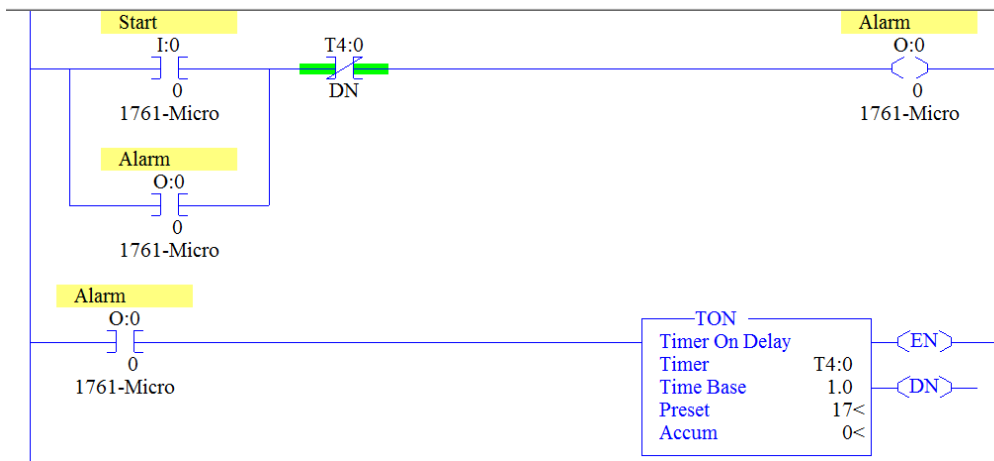 Start
I:0
0
1761-Micro
T4:0
DN
Alarm
O:0
0
1761-Micro
Alarm
O:0
0
1761-Micro
Alarm
O:0
0
1761-Micro
TON
Timer On Delay
Timer T4:0
Time Base 1.0
Preset 17<
Accum 0<
EN
DN